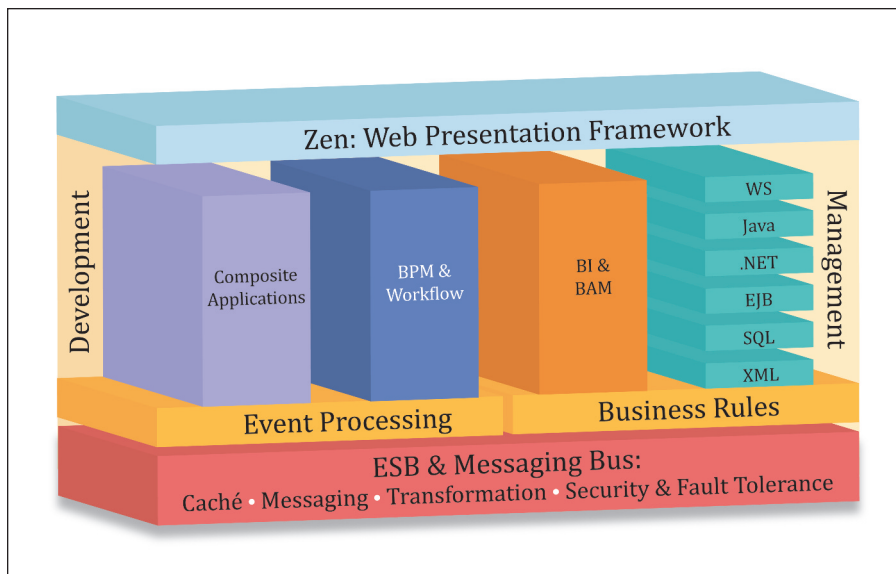 Zen: Web Presentation Framework
Development
Composite
Applications
BPM &
Workflow
BI &
BAM
WS
Java
.NET
EJB
SQL
XML
Management
Event Processing
Business Rules
ESB & Messaging Bus:
Caché • Messaging • Transformation • Security & Fault Tolerance